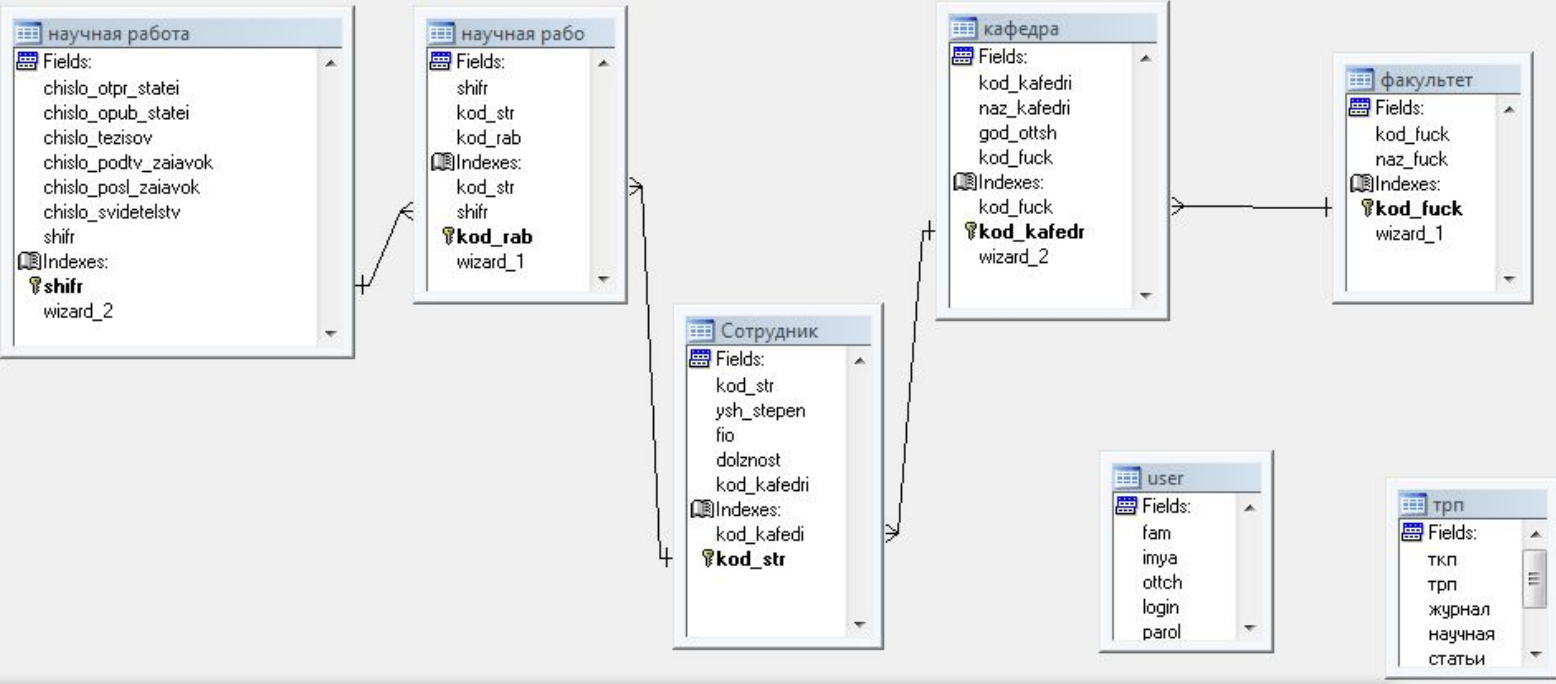 научная работа
Fields:
chislo_otpr_statei
chislo_opub_statei
chislo_tezisov
chislo_podtv_zaiavok
chislo_posl_zaiavok
chislo_svidetelstv
shifr
Indexes:
shifr
wizard_2
научная рабо
Fields:
shifr
kod_str
kod_rab
Indexes:
kod_str
shifr
kod_rab
wizard_1
Сотрудник
Fields:
kod_str
ysh_stepen
fio
dolznost
kod_kafedri
Indexes:
kod_kafedi
kod_str
кафедра
Fields:
kod_kafedri
naz_kafedri
god_ottsh
kod_fuck
Indexes:
kod_fuck
kod_kafedr
wizard_2
факультет
Fields:
kod_fuck
naz_fuck
Indexes:
kod_fuck
wizard_1
user
Fields:
fam
imya
ottch
login
parol
трп
Fields:
ткп
трп
журнал
научная
статьи